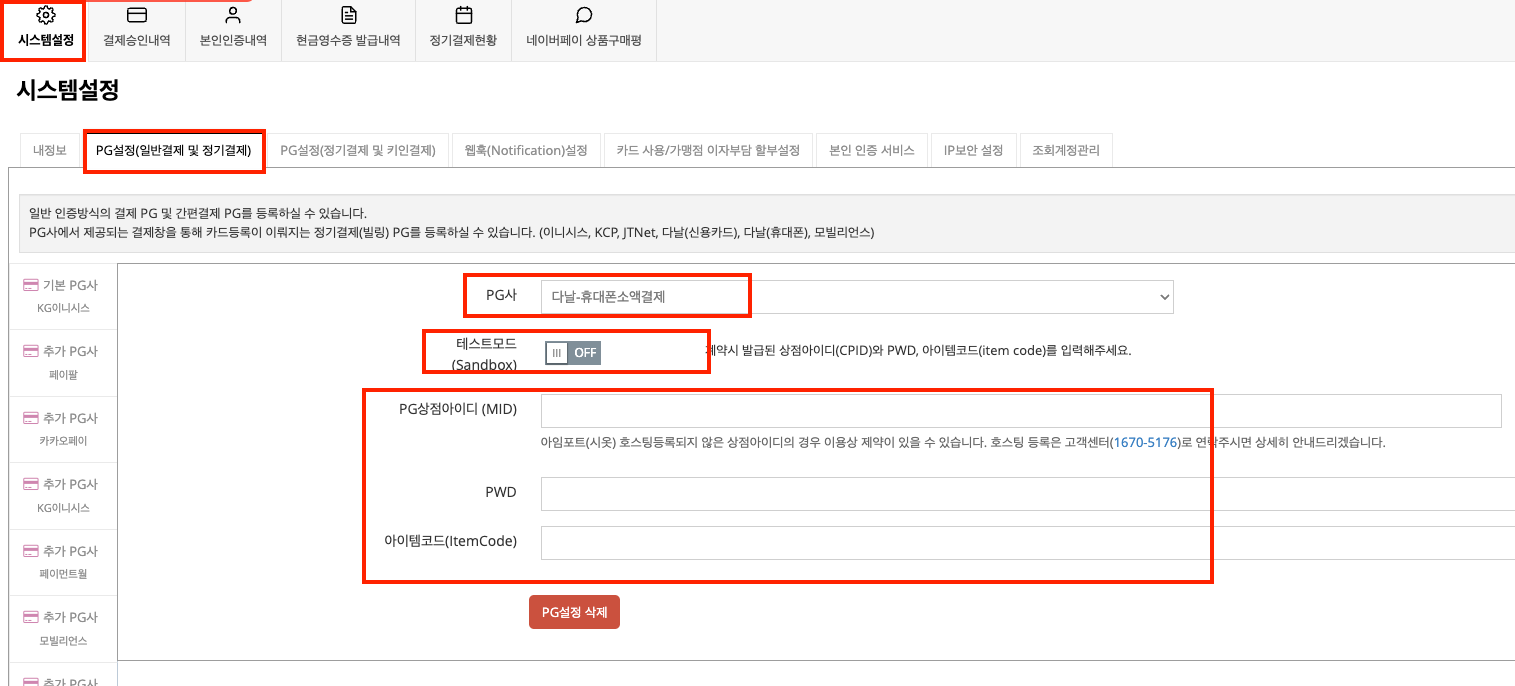 시스템설정
결제승인내역
본인인증내역
현금영수증 발급내역
정기결제현황
네이버페이 상품구매평
시스템설정
내정보
PG설정(일반결제 및 정기결제)
PG설정(정기결제 및 키인결제)
웹훅(Notification)설정
카드 사용/가맹점 이자부담 할부설정
본인 인증 서비스
IP보안 설정
조회계정관리
일반 인증방식의 결제 PG 및 간편결제 PG를 등록하실 수 있습니다.
PG사에서 제공되는 결제창을 통해 카드등록이 이뤄지는 정기결제(빌링) PG를 등록하실 수 있습니다. (이니시스, KCP, JTNet, 다날(신용카드), 다날(휴대폰), 모빌리언스)
기본 PG사
KG이니시스
추가 PG사
페이팔
추가 PG사
카카오페이
추가 PG사
KG이니시스
추가 PG사
페이먼트월
추가 PG사
모빌리언스
추가 PG사
PG사
다날-휴대폰소액결제
테스트모드
(Sandbox)
OFF
계약시 발급된 상점아이디(CPID)와 PWD, 아이템코드(item code)를 입력해주세요.
PG상점아이디 (MID)
아임포트(시옷) 호스팅등록되지 않은 상점아이디의 경우 이용상 제약이 있을 수 있습니다. 호스팅 등록은 고객센터(1670-5176)로 연락주시면 상세히 안내드리겠습니다.
PWD
아이템코드(ItemCode)
PG설정 삭제